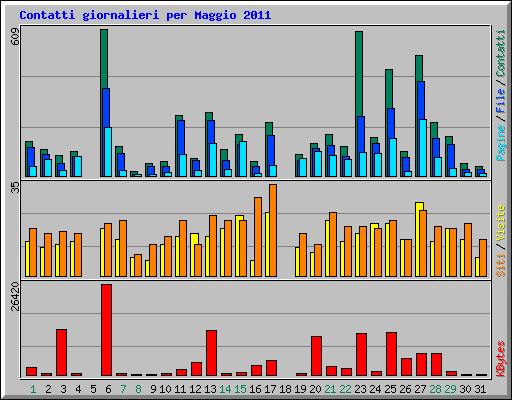 Contatti giornalieri per Maggio 2011
609
35
26420
Pagine / File / Contatti
Siti / Visite
KBytes
1 2 3 4 5 6 7 8 9 10 11 12 13 14 15 16 17 18 19 20 21 22 23 24 25 26 27 28 29 30 31